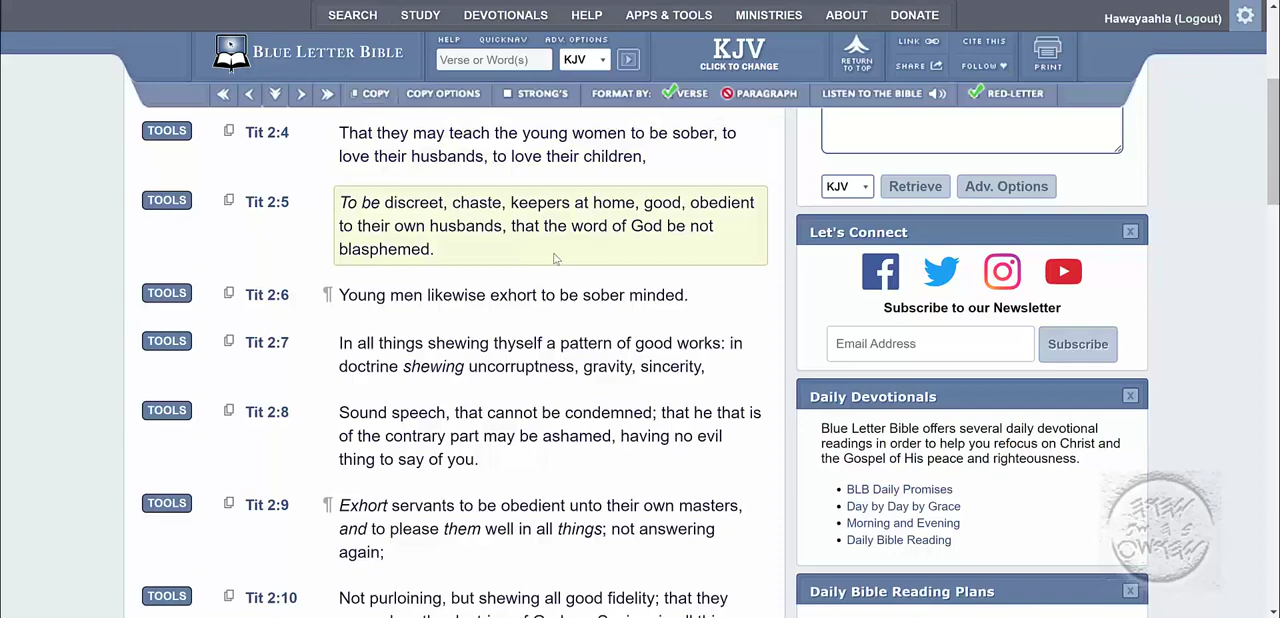 SEARCH STUDY DEVOTIONALS HELP APPS & TOOLS MINISTRIES ABOUT DONATE
Hawayaahla (Logout)
BLUE LETTER BIBLE
HELP QUICKNAV ADV. OPTIONS
Verse or Word(s) KJV
KJV
CLICK TO CHANGE
RETURN
TO TOP
LINK CITE THIS
SHARE FOLLOW
PRINT
COPY COPY OPTIONS STRONG'S FORMAT BY: VERSE PARAGRAPH LISTEN TO THE BIBLE RED-LETTER
TOOLS Tit 2:4 That they may teach the young women to be sober, to
love their husbands, to love their children,
TOOLS Tit 2:5 To be discreet, chaste, keepers at home, good, obedient
to their own husbands, that the word of God be not
blasphemed.
TOOLS Tit 2:6 ¶ Young men likewise exhort to be sober minded.
TOOLS Tit 2:7 In all things shewing thyself a pattern of good works: in
doctrine shewing uncorruptness, gravity, sincerity,
TOOLS Tit 2:8 Sound speech, that cannot be condemned; that he that is
of the contrary part may be ashamed, having no evil
thing to say of you.
TOOLS Tit 2:9 ¶ Exhort servants to be obedient unto their own masters,
and to please them well in all things; not answering
again;
TOOLS Tit 2:10 Not purloining, but shewing all good fidelity; that they
KJV Retrieve Adv. Options
Let's Connect x
Subscribe to our Newsletter
Email Address Subscribe
Daily Devotionals x
Blue Letter Bible offers several daily devotional
readings in order to help you refocus on Christ and
the Gospel of His peace and righteousness.
• BLB Daily Promises
• Day by Day by Grace
• Morning and Evening
• Daily Bible Reading
Daily Bible Reading Plans x